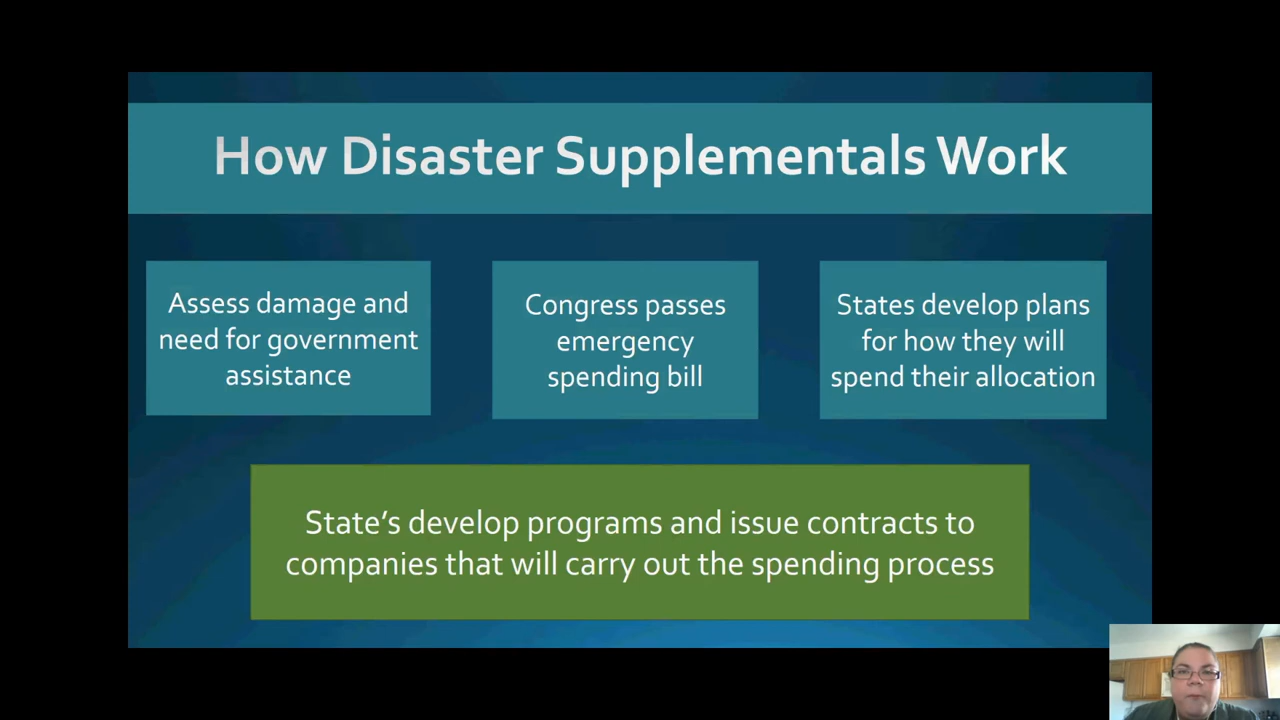 How Disaster Supplementals Work
Assess damage and
need for government
assistance
Congress passes
emergency
spending bill
States develop plans
for how they will
spend their allocation
State’s develop programs and issue contracts to
companies that will carry out the spending process